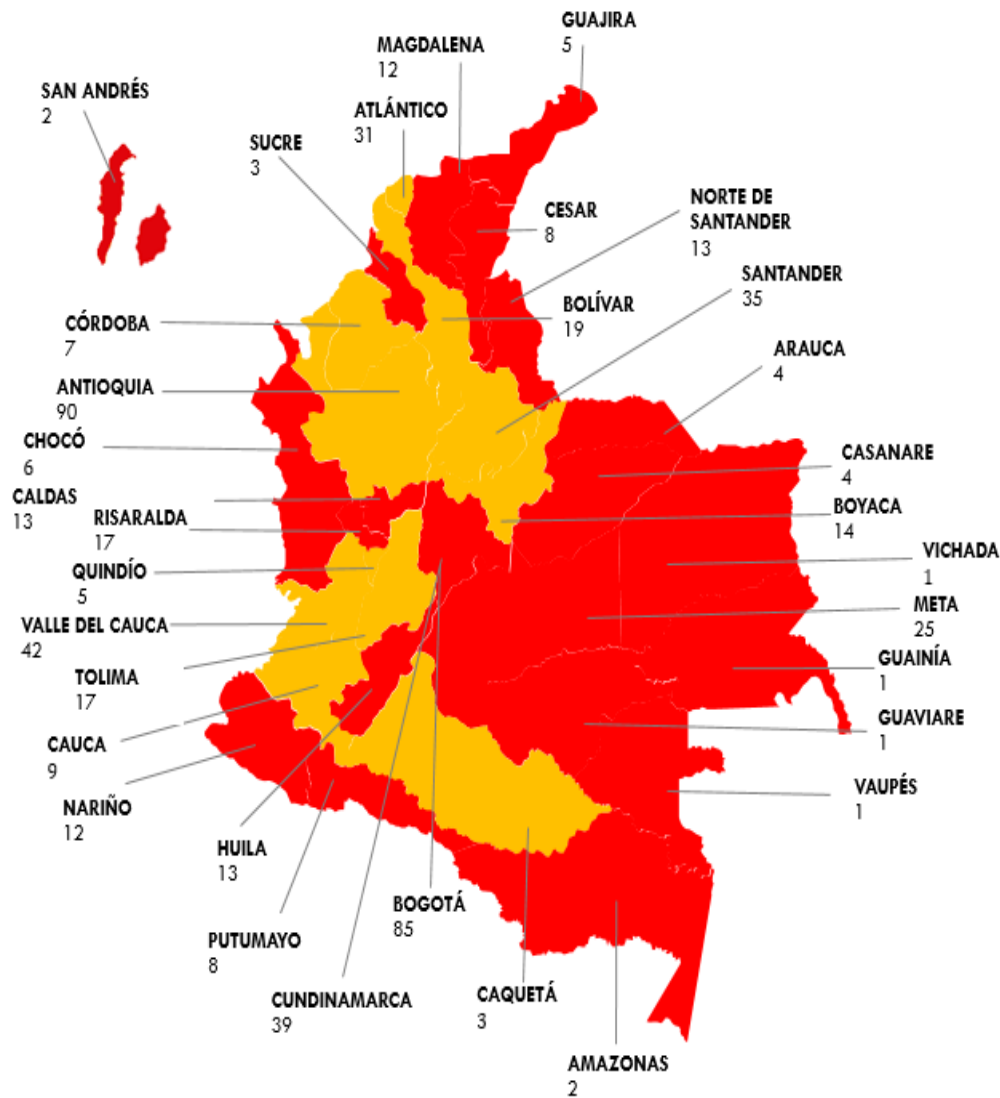 GUAJIRA
5
MAGDALENA
12
SAN ANDRÉS
2
ATLÁNTICO
31
SUCRE
3
NORTE DE
SANTANDER
13
CESAR
8
SANTANDER
35
BOLÍVAR
19
CÓRDOBA
7
ARAUCA
4
ANTIOQUIA
90
CHOCÓ
6
CASANARE
4
CALDAS
13
BOYACA
14
RISARALDA
17
VICHADA
1
QUINDÍO
5
META
25
VALLE DEL CAUCA
42
GUAINÍA
1
TOLIMA
17
GUAVIARE
1
CAUCA
9
VAUPÉS
1
NARIÑO
12
HUILA
13
BOGOTÁ
85
PUTUMAYO
8
CAQUETÁ
3
CUNDINAMARCA
39
AMAZONAS
2